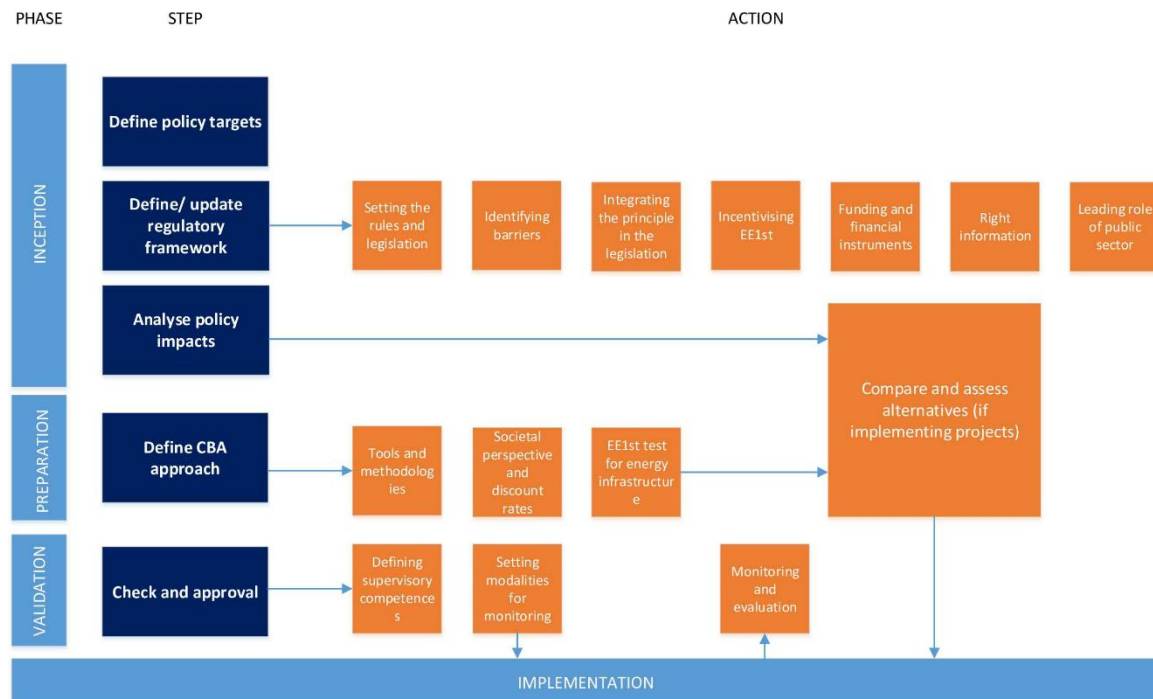 PHASE
STEP
ACTION
INCEPTION
Define policy targets
Define/ update
regulatory
framework
Setting the
rules and
legislation
Identifying
barriers
Integrating
the principle
in the
legislation
Incentivising
EE1st
Funding and
financial
instruments
Right
information
Leading role
of public
sector
Analyse policy
impacts
Compare and assess
alternatives (if
implementing projects)
PREPARATION
Define CBA
approach
Tools and
methodolo
gies
Societal
perspective
and
discount
rates
EE1st test
for energy
infrastructur
e
VALIDATION
Check and approval
Defining
supervisory
competence
s
Setting
modalities
for
monitoring
Monitoring
and
evaluation
IMPLEMENTATION